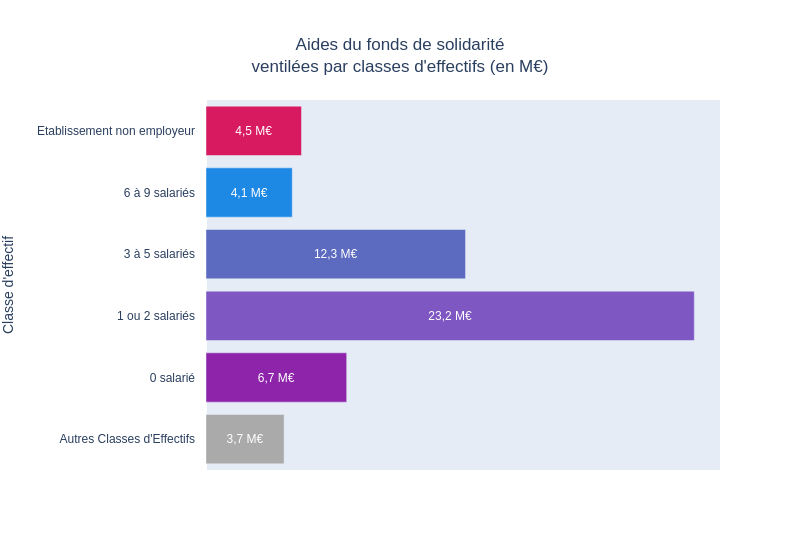 Aides du fonds de solidarité
ventilées par classes d'effectifs (en M€)
Classe d'effectif
Etablissement non employeur
4,5 M€
6 à 9 salariés
4,1 M€
3 à 5 salariés
12,3 M€
1 ou 2 salariés
23,2 M€
0 salarié
6,7 M€
Autres Classes d'Effectifs
3,7 M€